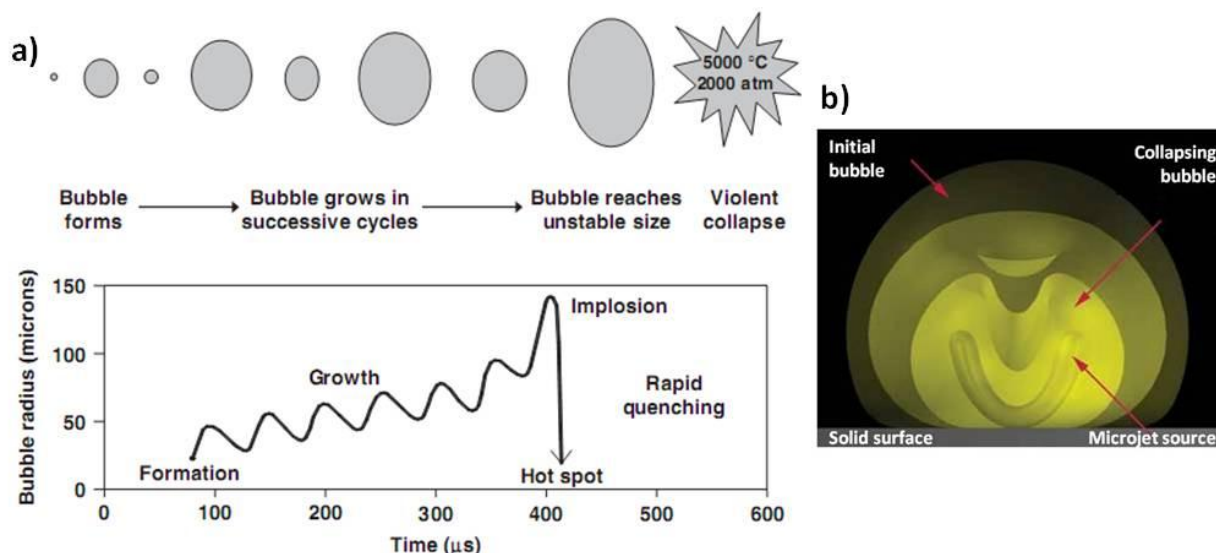 a)
5000 °C
2000 atm
Bubble
forms
Bubble grows in
successive cycles
Bubble reaches
unstable size
Violent
collapse
Bubble radius (microns)
150
100
50
0
Implosion
Growth
Rapid
quenching
Formation
Hot spot
0 100 200 300 400 500 600
Time (µs)
b)
Initial
bubble
Collapsing
bubble
Solid surface
Microjet source